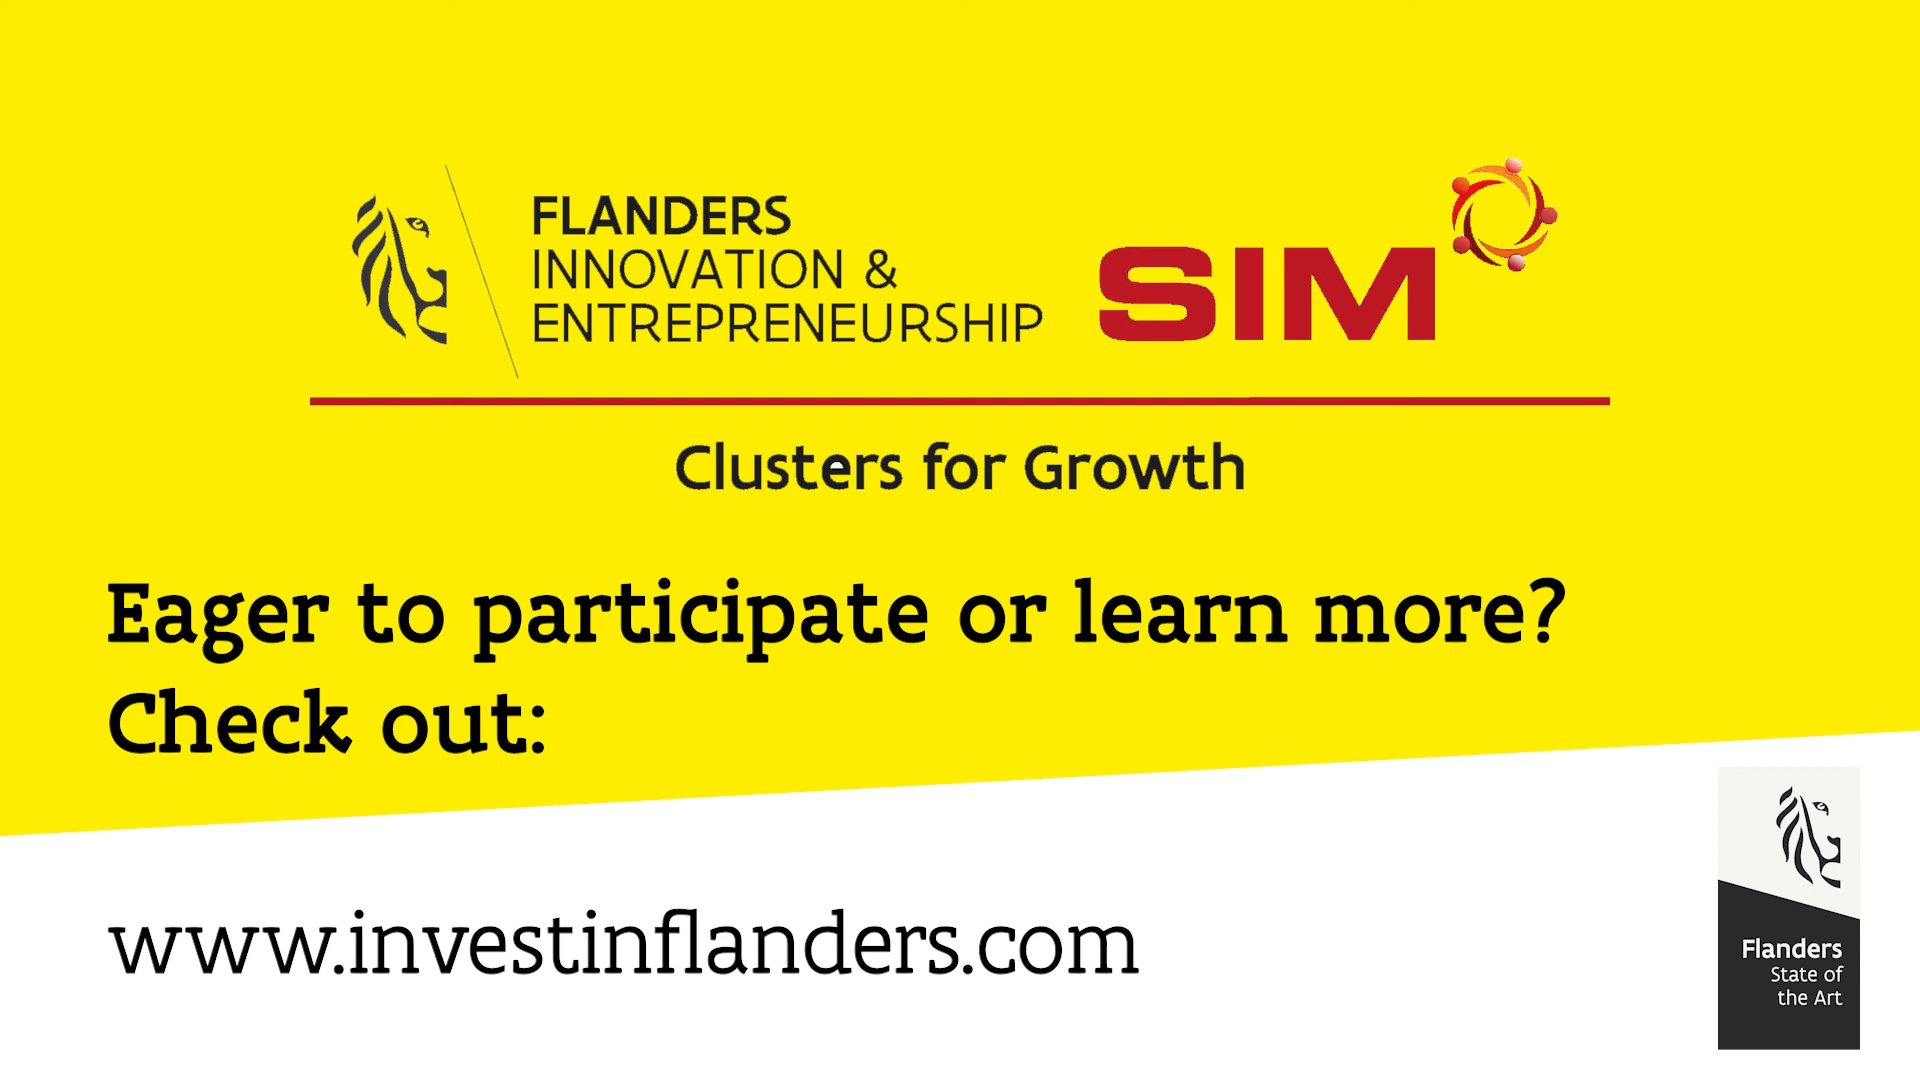 FLANDERS
INNOVATION &
ENTREPRENEURSHIP
SIM
Clusters for Growth
Eager to participate or learn more?
Check out:
www.investinflanders.com
Flanders
State of
the Art